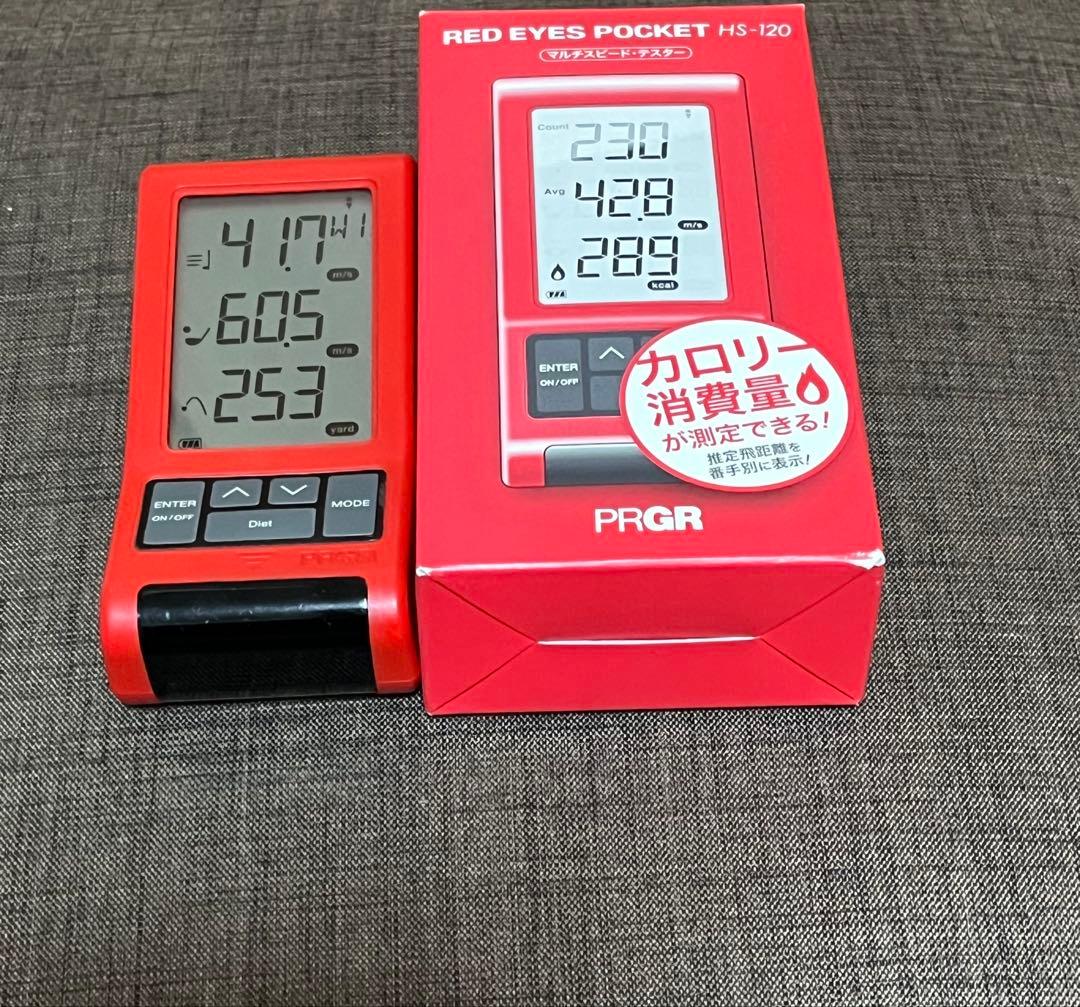 RED EYES POCKET HS-120
マルチスピード・テスター
Count 230
Avg 42.8
m/s
289
kcal
ENTER
ON/OFF
カロリー
消費量
が測定できる!
推定飛距離を
番手別に表示!
PRGR
41.7 W1
m/s
60.5
m/s
253
yard
ENTER
ON/OFF
Diet
MODE
PRGR